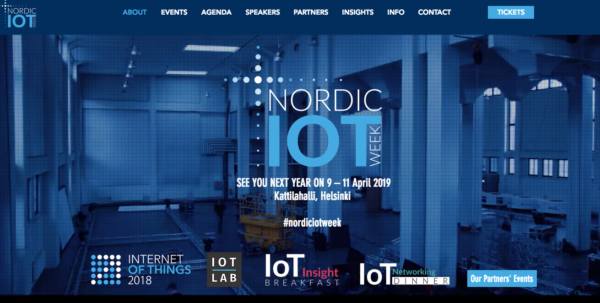 NORDIC
IOT
WEEK
ABOUT EVENTS AGENDA SPEAKERS PARTNERS INSIGHTS INFO CONTACT
TICKETS
NORDIC
IOT
WEEK
SEE YOU NEXT YEAR ON 9 – 11 April 2019
Kattilahalli, Helsinki
#nordiciotweek
INTERNET
OF THINGS
2018
IOT
LAB
IoT Insight
BREAKFAST
IoT Networking
DINNER
Our Partners' Events